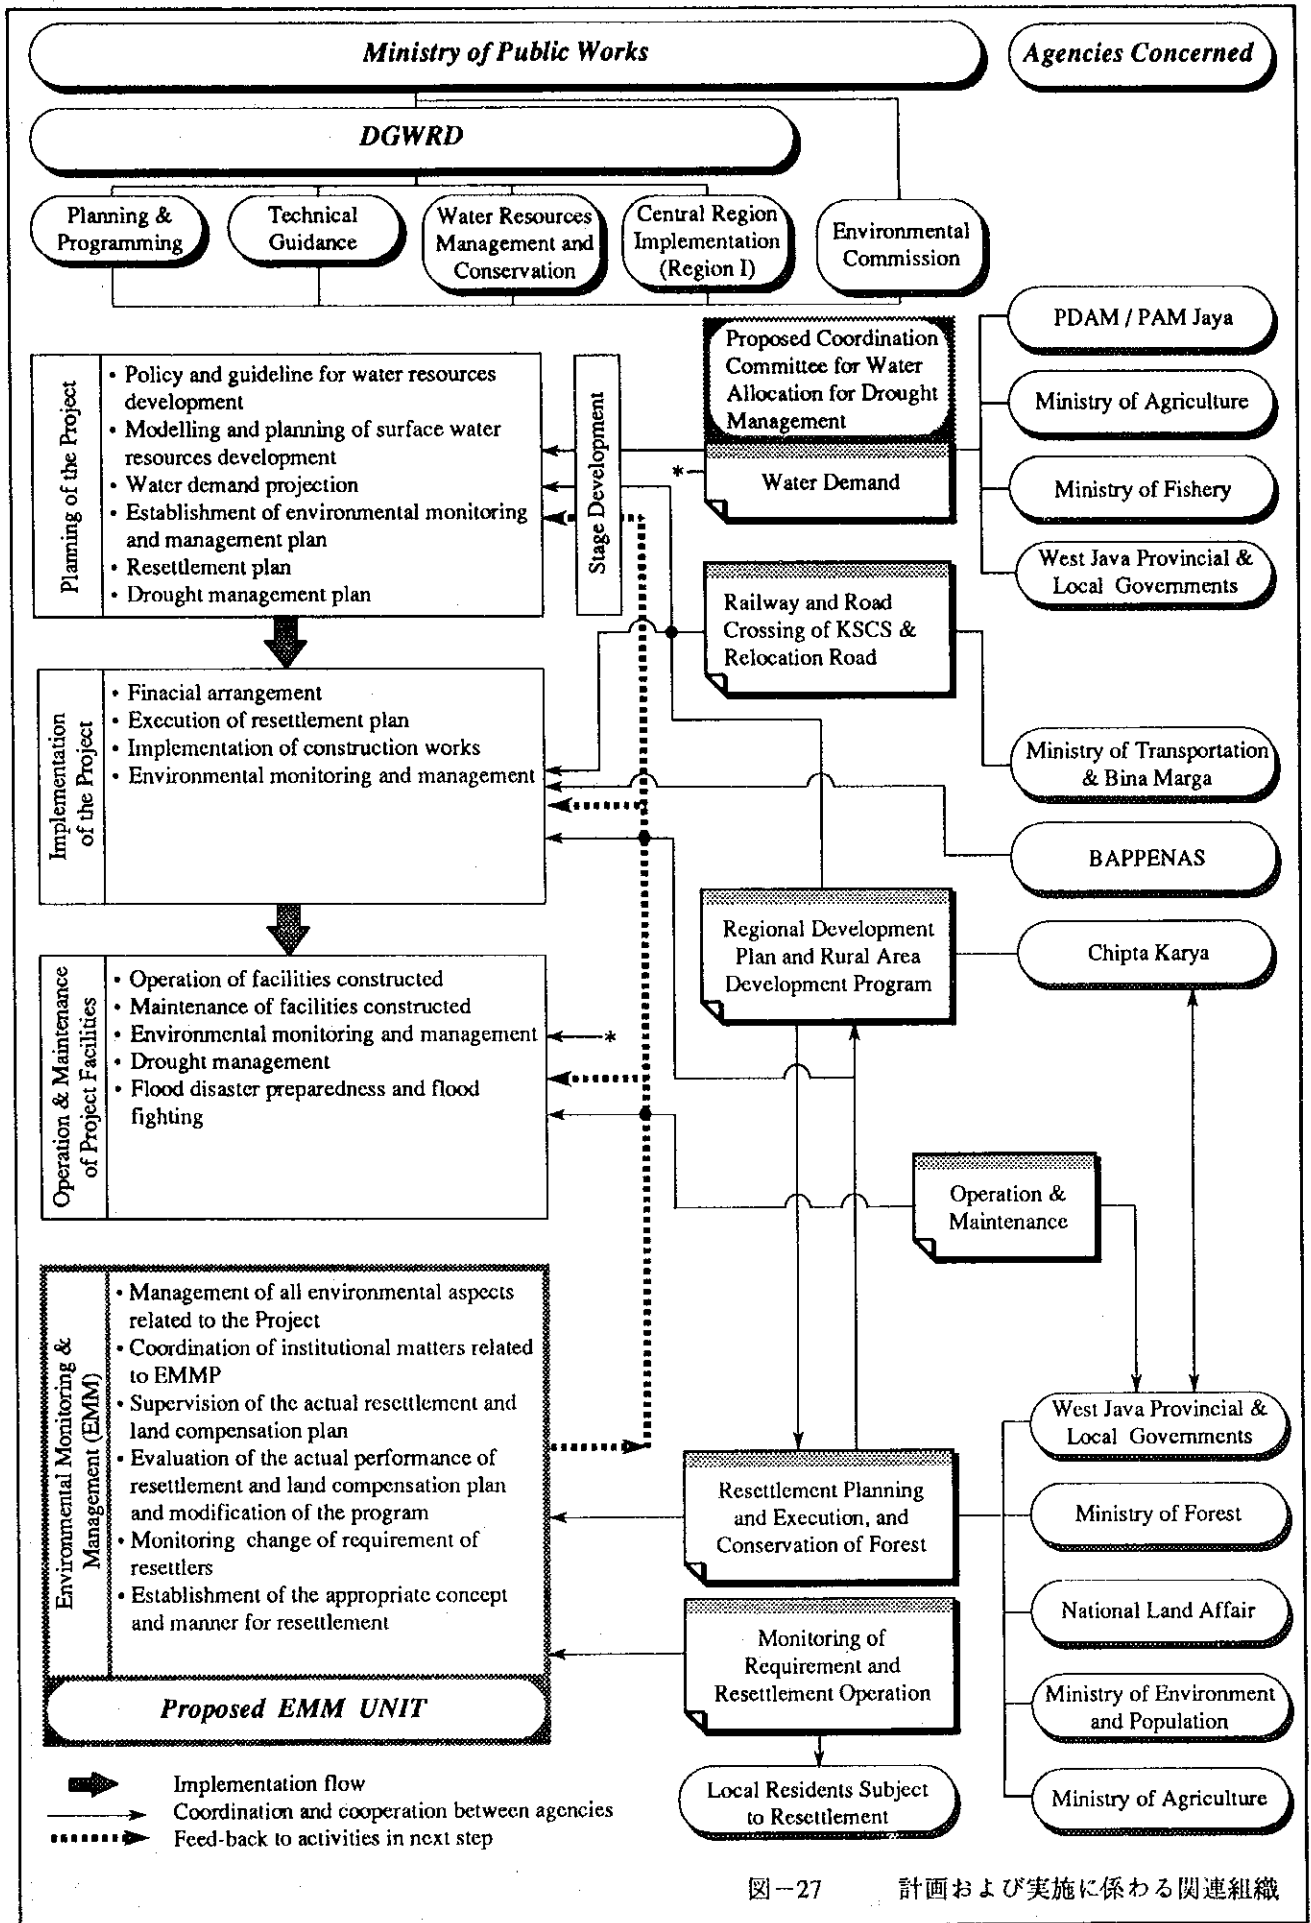 Ministry of Public Works
Agencies Concerned
DGWRD
Planning &
Programming
Technical
Guidance
Water Resources
Management and
Conservation
Central Region
Implementation
(Region I)
Environmental
Commission
Proposed Coordination
Committee for Water
Allocation for Drought
Management
* Water Demand
PDAM / PAM Jaya
Ministry of Agriculture
Ministry of Fishery
West Java Provincial &
Local Governments
Planning of the Project
• Policy and guideline for water resources
development
• Modelling and planning of surface water
resources development
• Water demand projection
• Establishment of environmental monitoring
and management plan
• Resettlement plan
• Drought management plan
Stage Development
Railway and Road
Crossing of KSCS &
Relocation Road
Implementation
of the Project
• Finacial arrangement
• Execution of resettlement plan
• Implementation of construction works
• Environmental monitoring and management
Ministry of Transportation
& Bina Marga
BAPPENAS
Regional Development
Plan and Rural Area
Development Program
Chipta Karya
Operation & Maintenance
of Project Facilities
• Operation of facilities constructed
• Maintenance of facilities constructed
• Environmental monitoring and management
*
• Drought management
• Flood disaster preparedness and flood
fighting
Operation &
Maintenance
Environmental Monitoring &
Management (EMM)
• Management of all environmental aspects
related to the Project
• Coordination of institutional matters related
to EMMP
• Supervision of the actual resettlement and
land compensation plan
• Evaluation of the actual performance of
resettlement and land compensation plan
and modification of the program
• Monitoring change of requirement of
resettlers
• Establishment of the appropriate concept
and manner for resettlement
Proposed EMM UNIT
Resettlement Planning
and Execution, and
Conservation of Forest
Monitoring of
Requirement and
Resettlement Operation
Local Residents Subject
to Resettlement
West Java Provincial &
Local Governments
Ministry of Forest
National Land Affair
Ministry of Environment
and Population
Ministry of Agriculture
Implementation flow
Coordination and cooperation between agencies
Feed-back to activities in next step
図－27 計画および実施に係わる関連組織